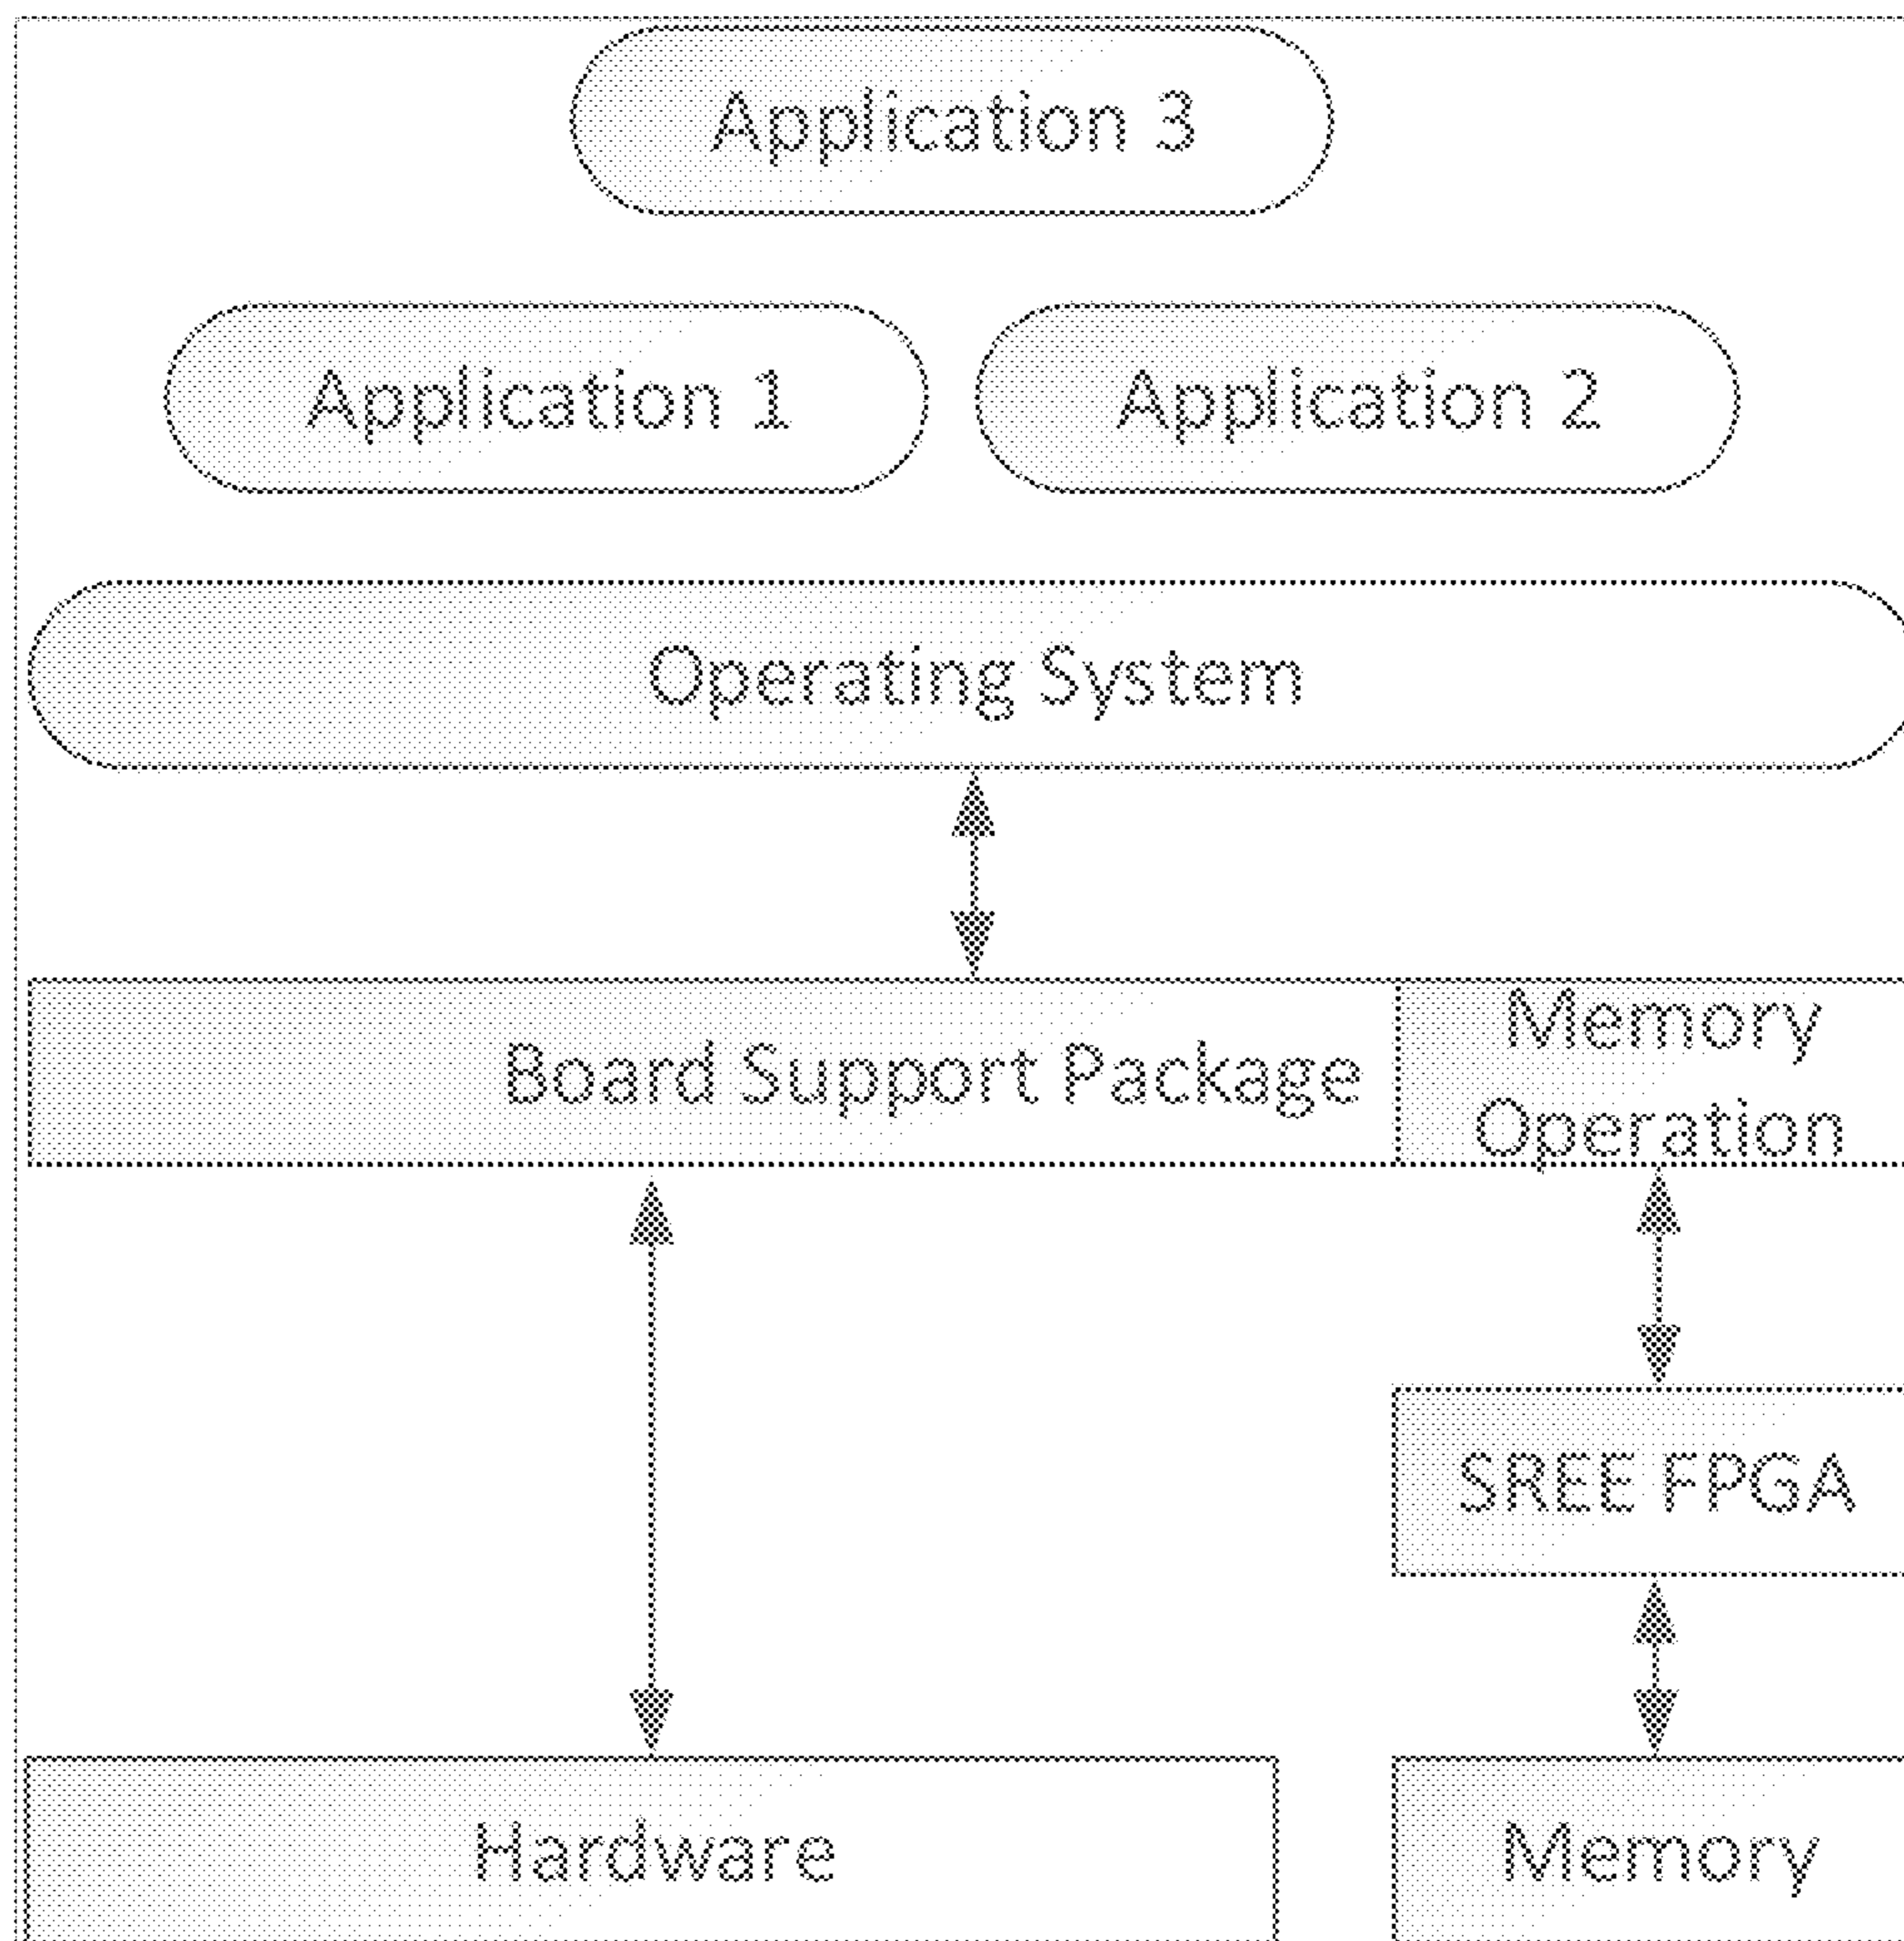 Application 3
Application 1
Application 2
Operating System
Board Support Package
Memory
Operation
SREE FPGA
Hardware
Memory